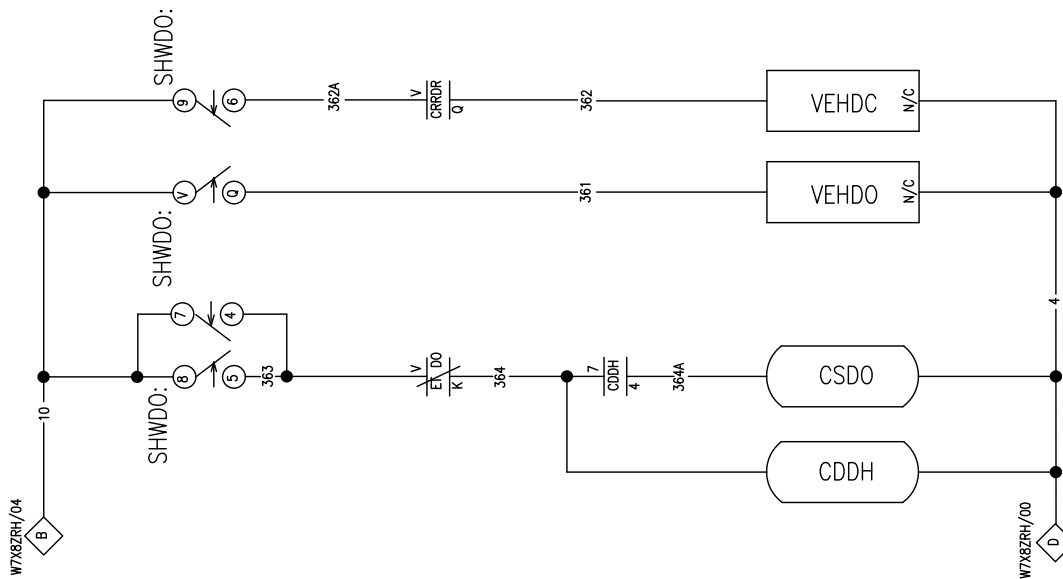 W7X8ZRH/04
B
10
SHWDO:
9
6
362A
V
CRRDR
Q
362
VEHDC
N/C
SHWDO:
V
Q
361
VEHDO
N/C
SHWDO:
8
5
7
4
363
V
DO
K
364
7
CDDH
4
364A
CSDO
CDDH
4
W7X8ZRH/00
D